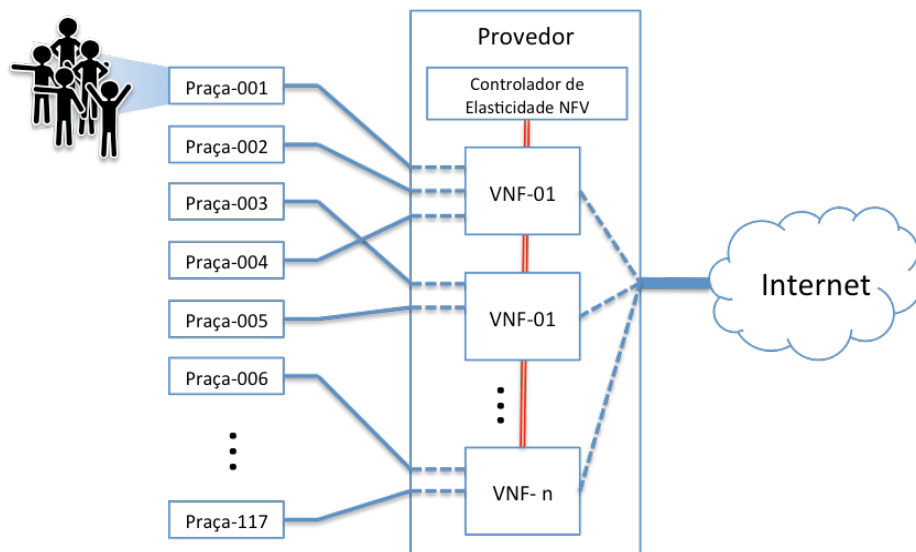 Provedor
Controlador de
Elasticidade NFV
Praça-001
Praça-002
Praça-003
Praça-004
Praça-005
Praça-006
Praça-117
VNF-01
VNF-01
VNF- n
Internet